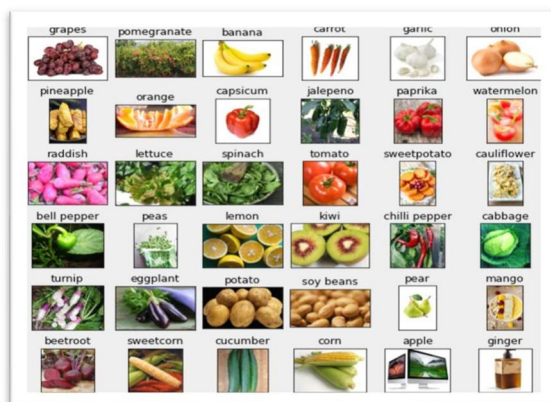 grapes pomegranate banana carrot garlic onion
pineapple orange capsicum jalepeno paprika watermelon
raddish lettuce spinach tomato sweetpotato cauliflower
bell pepper peas lemon kiwi chilli pepper cabbage
turnip eggplant potato soy beans pear mango
beetroot sweetcorn cucumber corn apple ginger